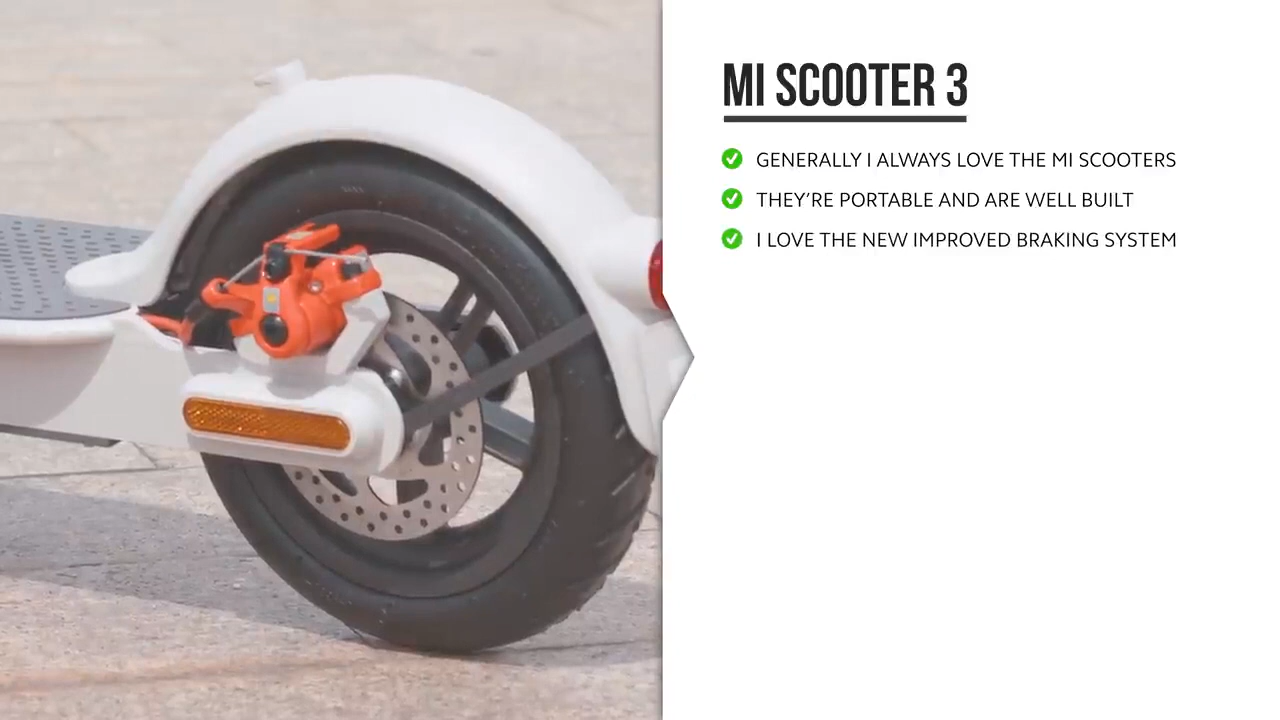 MI SCOOTER 3
GENERALLY I ALWAYS LOVE THE MI SCOOTERS
THEY'RE PORTABLE AND ARE WELL BUILT
I LOVE THE NEW IMPROVED BRAKING SYSTEM